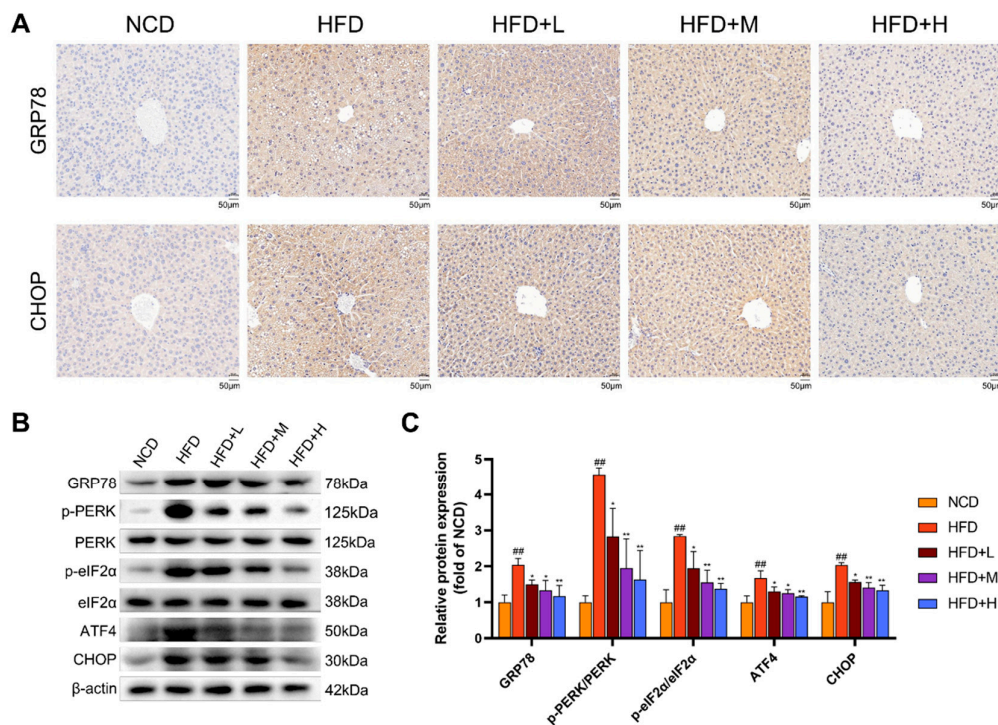 A
NCD HFD HFD+L HFD+M HFD+H
GRP78
50μm 50μm 50μm 50μm 50μm
CHOP
50μm 50μm 50μm 50μm 50μm
B
NCD HFD HFD+L HFD+M HFD+H
GRP78 78kDa
p-PERK 125kDa
PERK 125kDa
p-eIF2α 38kDa
eIF2α 38kDa
ATF4 50kDa
CHOP 30kDa
β-actin 42kDa
C
Relative protein expression
(fold of NCD)
5
4
3
2
1
0
## * * **
## * ** **
## * ** **
## * * **
## * ** **
GRP78
p-PERK/PERK
p-eIF2α/eIF2α
ATF4
CHOP
NCD
HFD
HFD+L
HFD+M
HFD+H